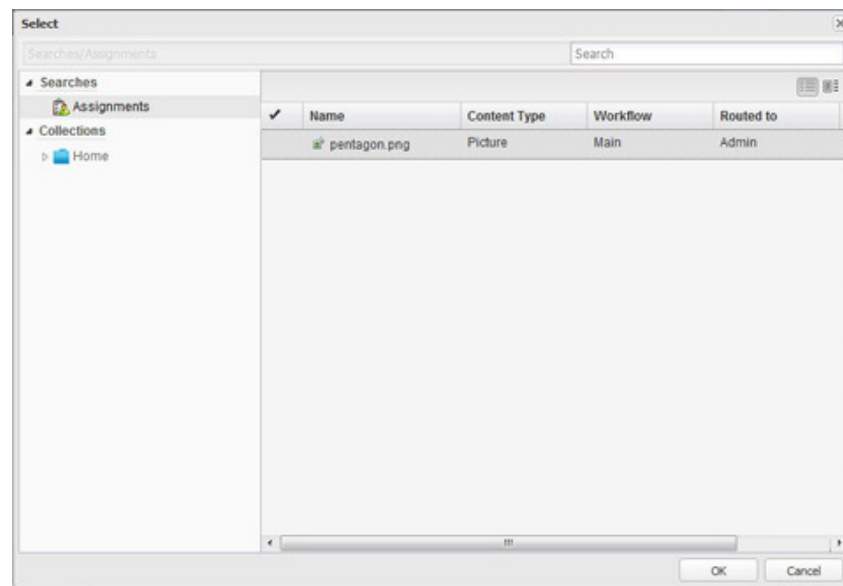 Select
Searches/Assignments
Search
Searches
Assignments
Collections
Home
Name Content Type Workflow Routed to
pentagon.png Picture Main Admin
OK Cancel